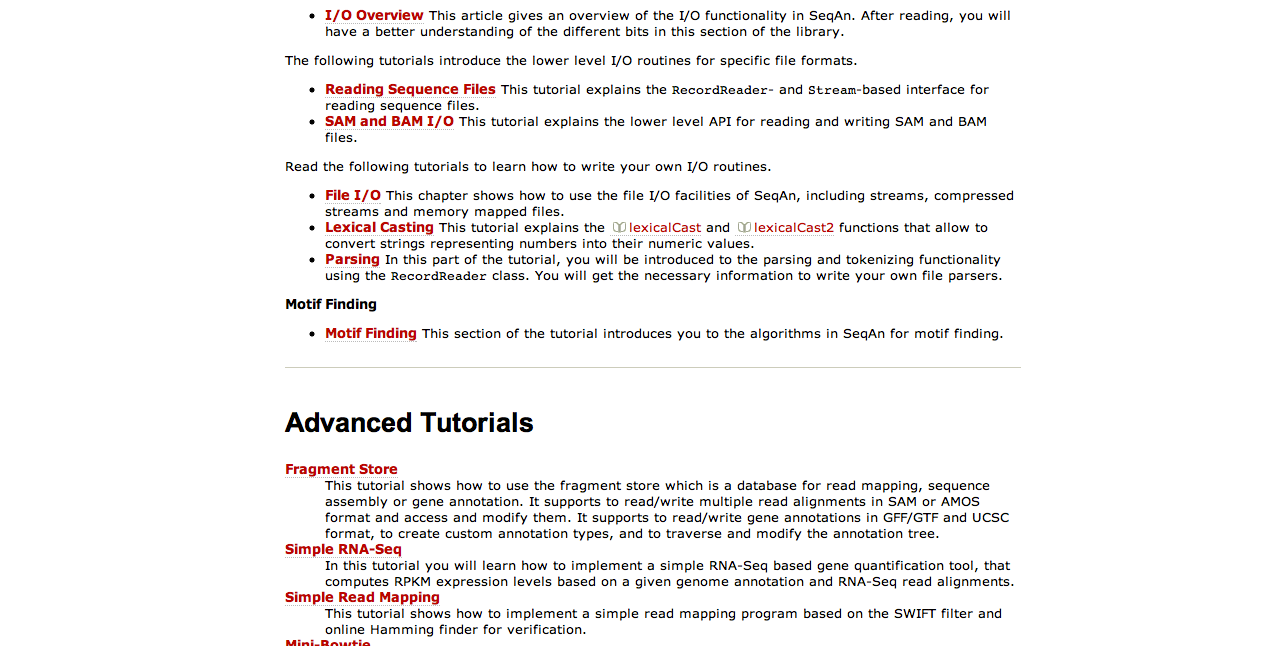 I/O Overview This article gives an overview of the I/O functionality in SeqAn. After reading, you will
have a better understanding of the different bits in this section of the library.
The following tutorials introduce the lower level I/O routines for specific file formats.
Reading Sequence Files This tutorial explains the RecordReader- and Stream-based interface for
reading sequence files.
SAM and BAM I/O This tutorial explains the lower level API for reading and writing SAM and BAM
files.
Read the following tutorials to learn how to write your own I/O routines.
File I/O This chapter shows how to use the file I/O facilities of SeqAn, including streams, compressed
streams and memory mapped files.
Lexical Casting This tutorial explains the lexicalCast and lexicalCast2 functions that allow to
convert strings representing numbers into their numeric values.
Parsing In this part of the tutorial, you will be introduced to the parsing and tokenizing functionality
using the RecordReader class. You will get the necessary information to write your own file parsers.
Motif Finding
Motif Finding This section of the tutorial introduces you to the algorithms in SeqAn for motif finding.
Advanced Tutorials
Fragment Store
This tutorial shows how to use the fragment store which is a database for read mapping, sequence
assembly or gene annotation. It supports to read/write multiple read alignments in SAM or AMOS
format and access and modify them. It supports to read/write gene annotations in GFF/GTF and UCSC
format, to create custom annotation types, and to traverse and modify the annotation tree.
Simple RNA-Seq
In this tutorial you will learn how to implement a simple RNA-Seq based gene quantification tool, that
computes RPKM expression levels based on a given genome annotation and RNA-Seq read alignments.
Simple Read Mapping
This tutorial shows how to implement a simple read mapping program based on the SWIFT filter and
online Hamming finder for verification.
Mini-Bowtie